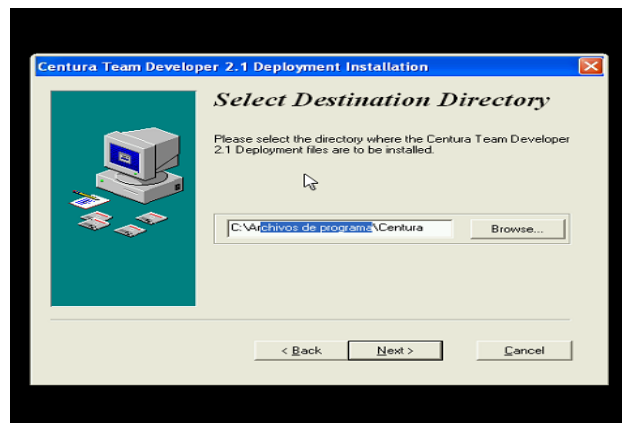 Centura Team Developer 2.1 Deployment Installation
Select Destination Directory
Please select the directory where the Centura Team Developer
2.1 Deployment files are to be installed.
C:\Archivos de programa\Centura
Browse...
< Back
Next >
Cancel